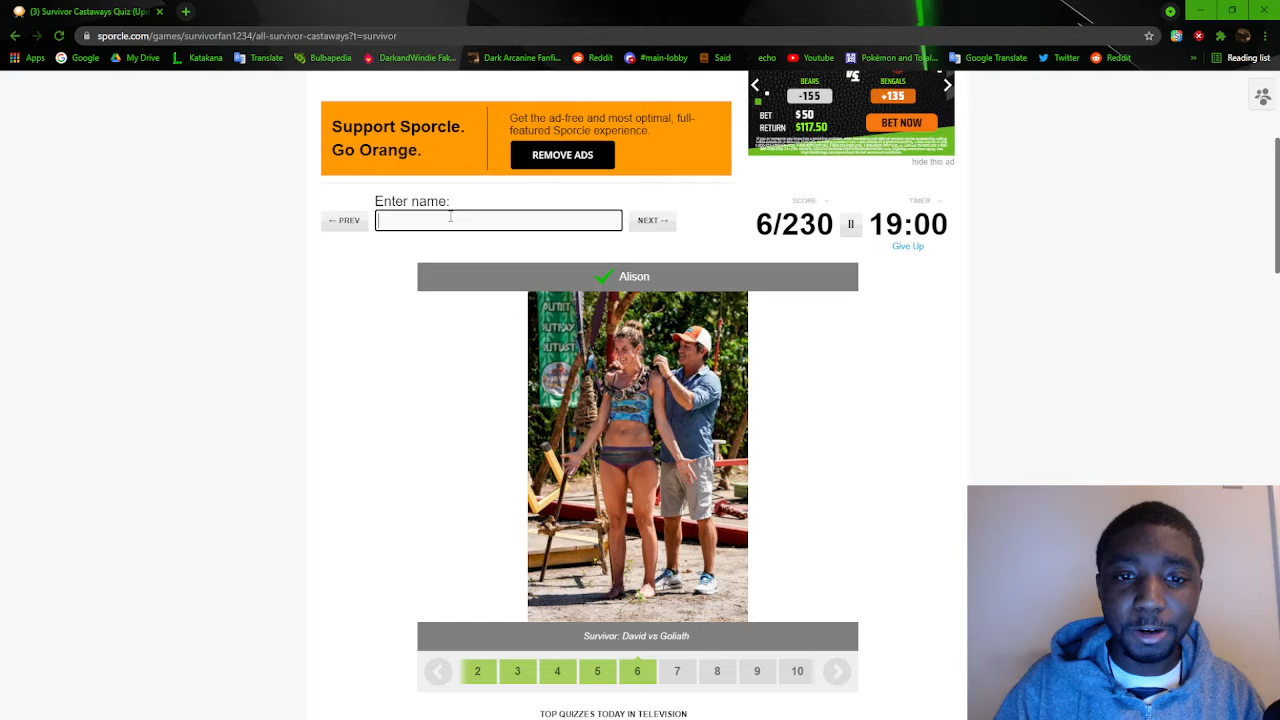 (3) Survivor Castaways Quiz (Up
sporcle.com/games/survivorfan1234/all-survivor-castaways?t=survivor
Apps
Google
Katakana
Translate
Bulbapedia
DarkandWindie Fak...
Dark Arcanine Fanfi...
Reddit
#main-lobby
Said
echo
Youtube
Pokémon of Total...
Translate
Twitter
Reddit
»
Reading list
Support Sporcle.
Go Orange.
Get the ad-free and most optimal, full-
featured Sporcle experience.
REMOVE ADS
VS
BEARS
BENGALS
-155
+135
BET
RETURN
$50
$117.50
BET NOW
hide this ad
Enter name:
← PREV
NEXT →
SCORE
TIMER
6/230
19:00
Give Up
Alison
OUTWIT
OUTPLAY
OUTLAST
Survivor: David vs Goliath
2 3 4 5 6 7 8 9 10
TOP QUIZZES TODAY IN TELEVISION